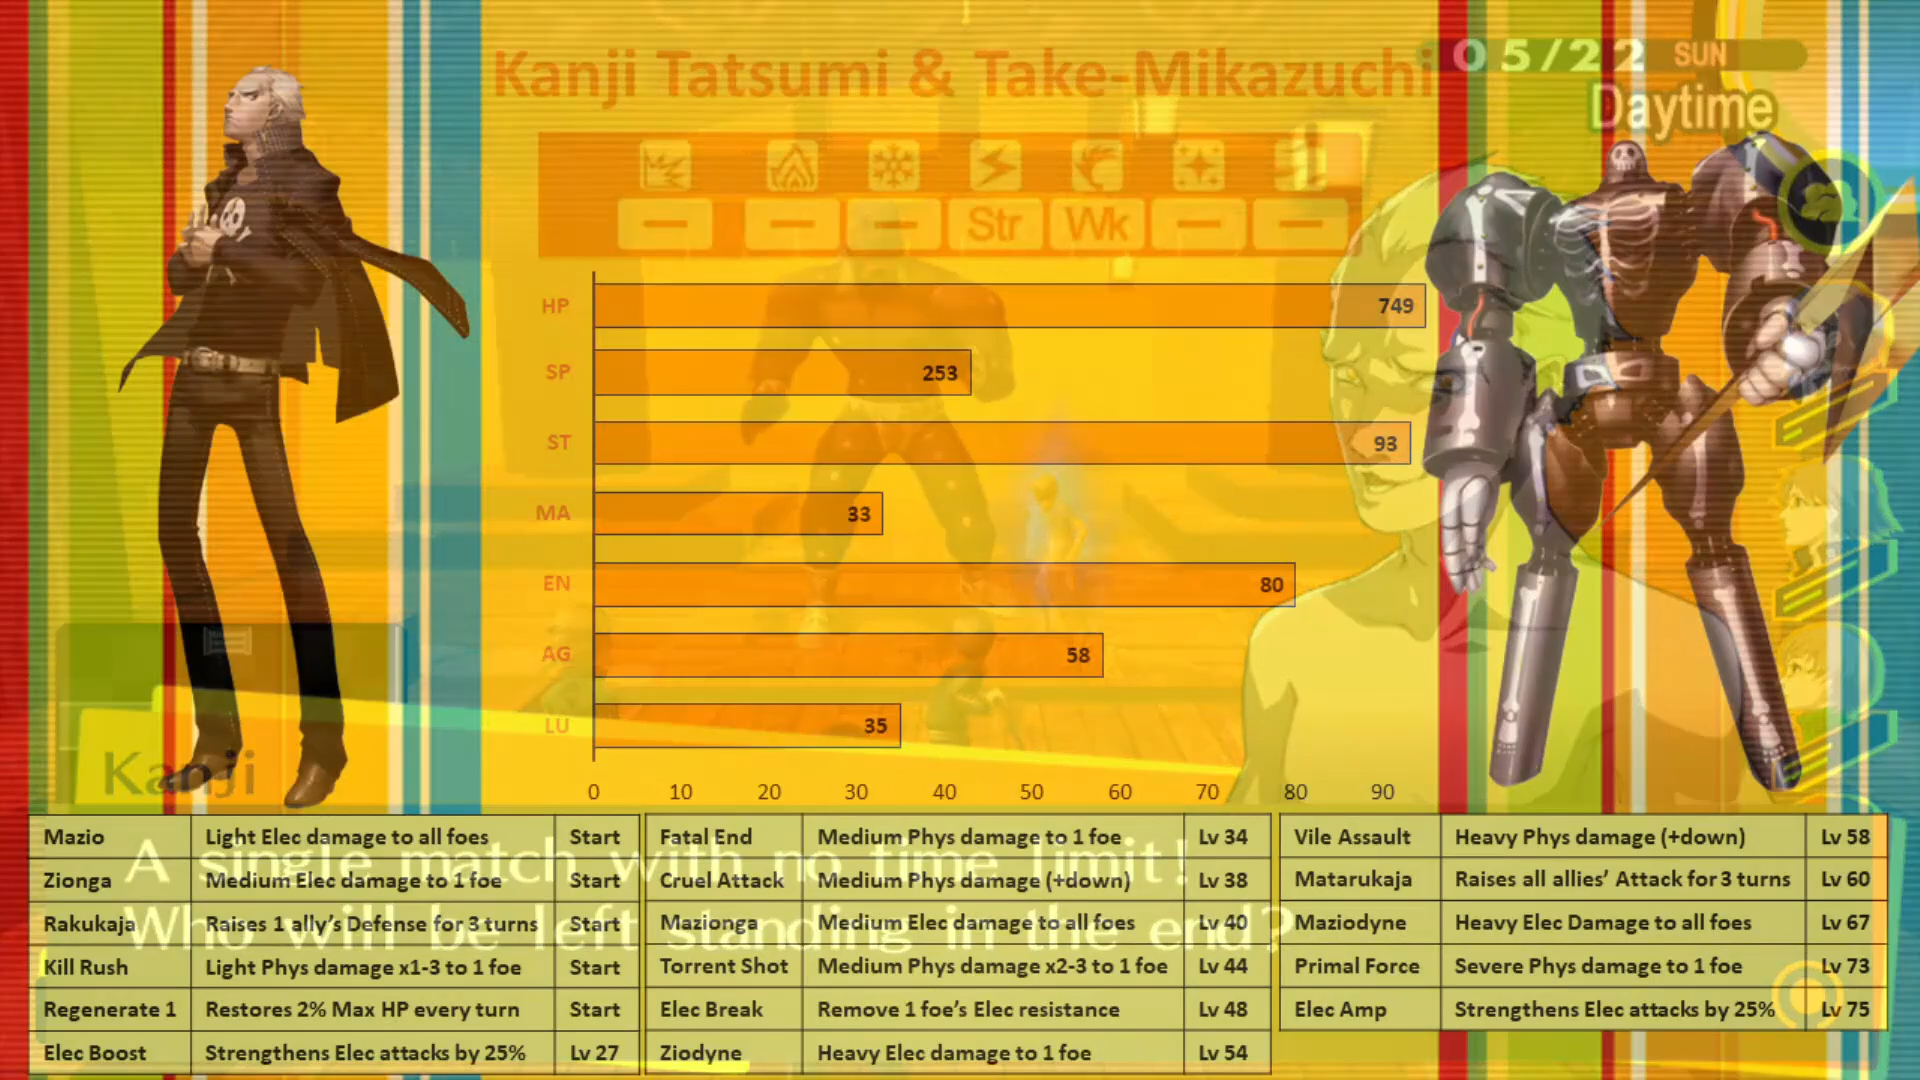 Kanji Tatsumi & Take-Mikazuchi
05/22 SUN
Daytime
— — — Str Wk — —
HP 749
SP 253
ST 93
MA 33
EN 80
AG 58
LU 35
0 10 20 30 40 50 60 70 80 90
Kanji
A single match with no time limit!
Who will be left standing in the end?
Mazio Light Elec damage to all foes Start
Zionga Medium Elec damage to 1 foe Start
Rakukaja Raises 1 ally's Defense for 3 turns Start
Kill Rush Light Phys damage x1-3 to 1 foe Start
Regenerate 1 Restores 2% Max HP every turn Start
Elec Boost Strengthens Elec attacks by 25% Lv 27
Fatal End Medium Phys damage to 1 foe Lv 34
Cruel Attack Medium Phys damage (+down) Lv 38
Mazionga Medium Elec damage to all foes Lv 40
Torrent Shot Medium Phys damage x2-3 to 1 foe Lv 44
Elec Break Remove 1 foe's Elec resistance Lv 48
Ziodyne Heavy Elec damage to 1 foe Lv 54
Vile Assault Heavy Phys damage (+down) Lv 58
Matarukaja Raises all allies' Attack for 3 turns Lv 60
Maziodyne Heavy Elec Damage to all foes Lv 67
Primal Force Severe Phys damage to 1 foe Lv 73
Elec Amp Strengthens Elec attacks by 25% Lv 75